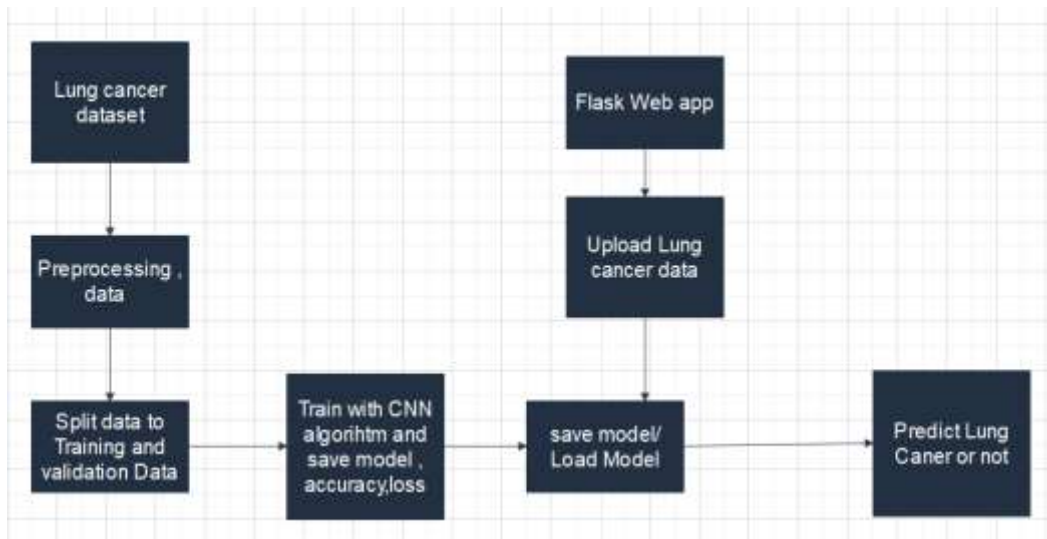 Lung cancer
dataset
Flask Web app
Preprocessing ,
data
Upload Lung
cancer data
Split data to
Training and
validation Data
Train with CNN
algorihtm and
save model ,
accuracy,loss
save model/
Load Model
Predict Lung
Caner or not